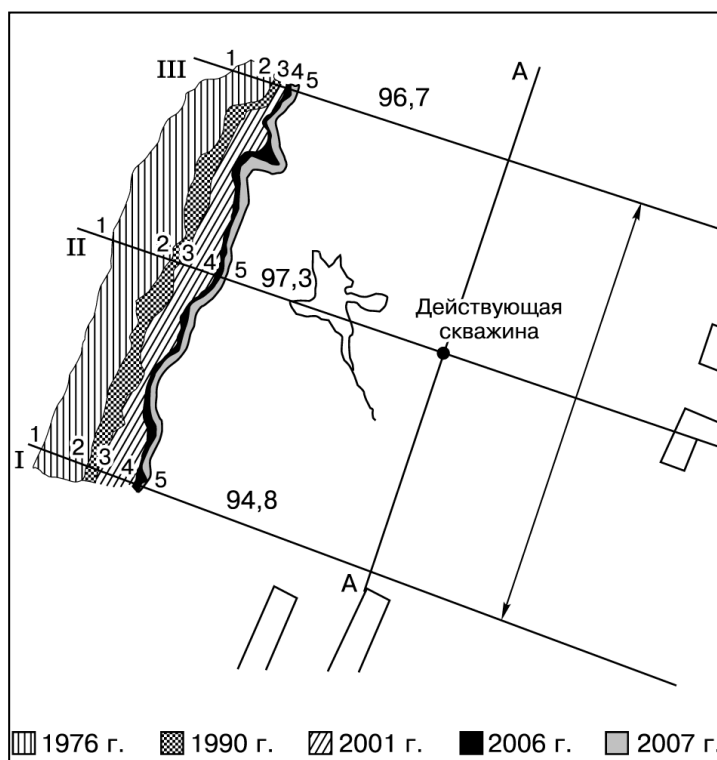 III 1 2 3 4 5
96,7
А
II 1 2 3 4 5
97,3
Действующая
скважина
I 1 2 3 4 5
94,8
А
1976 г. 1990 г. 2001 г. 2006 г. 2007 г.